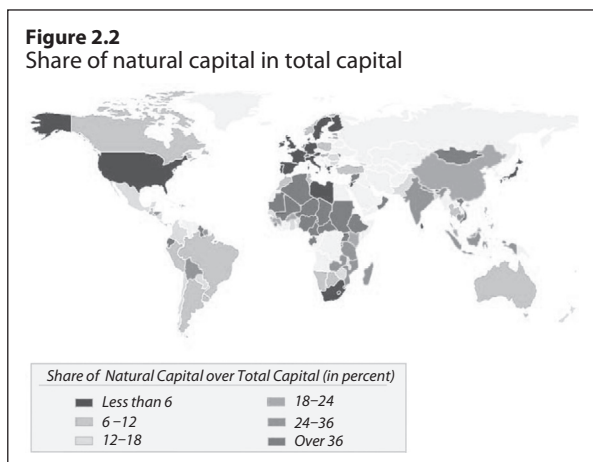 Figure 2.2
Share of natural capital in total capital
Share of Natural Capital over Total Capital (in percent)
Less than 6
6–12
12–18
18–24
24–36
Over 36